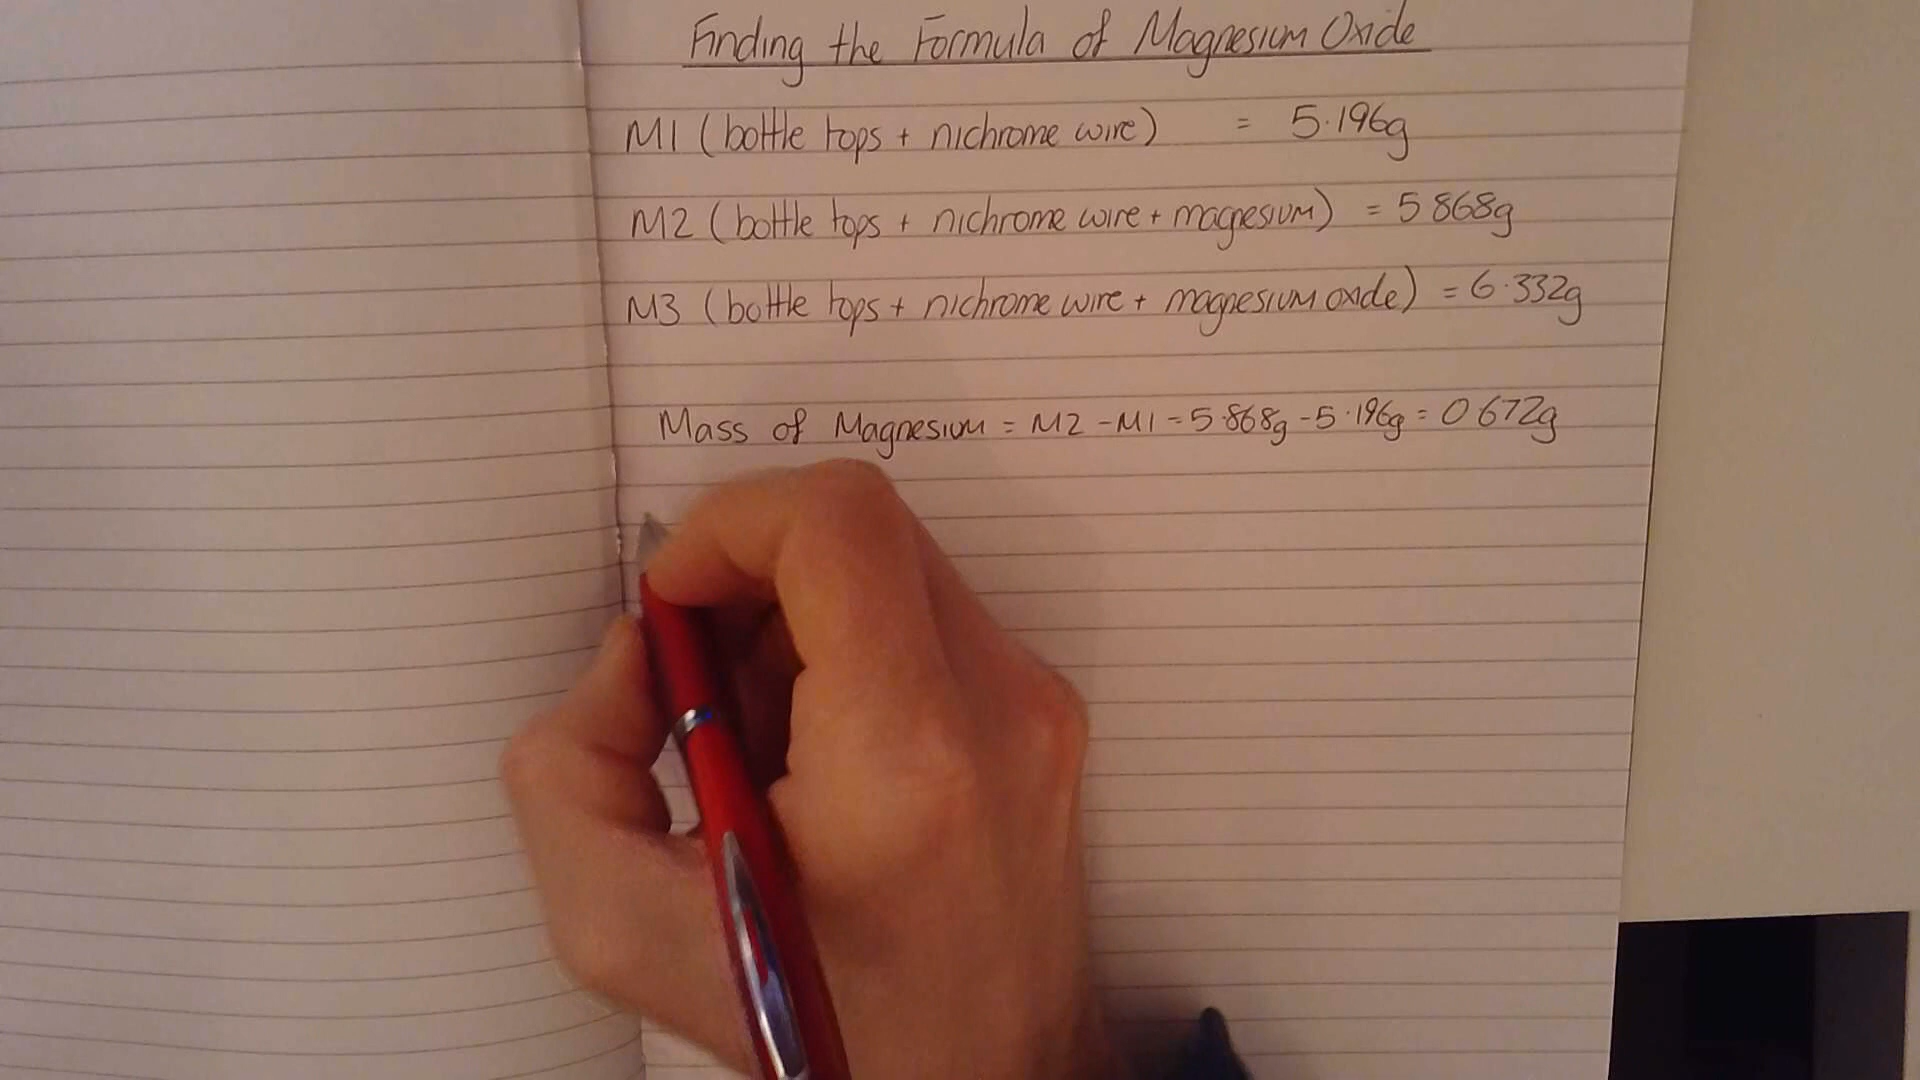 Finding the Formula of Magnesium Oxide
M1 (bottle tops + nichrome wire) = 5.196g
M2 (bottle tops + nichrome wire + magnesium) = 5 868g
M3 (bottle tops + nichrome wire + magnesium oxide) = 6.332g
Mass of Magnesium = M2 - M1 = 5.868g - 5.196g = 0 672g